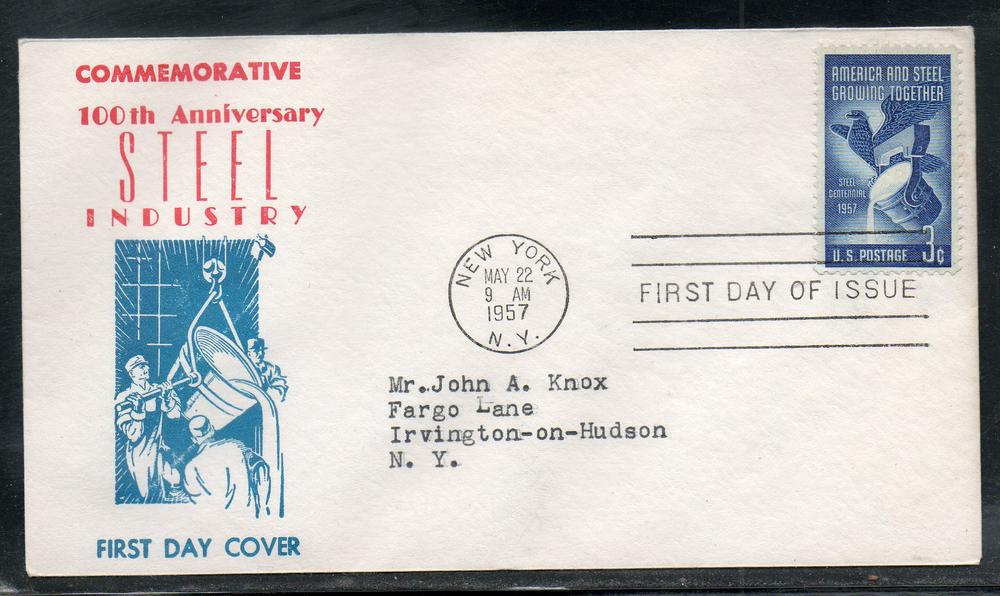 COMMEMORATIVE
100th Anniversary
STEEL
INDUSTRY
FIRST DAY COVER
NEW YORK
MAY 22
9 AM
1957
N.Y.
AMERICA AND STEEL
GROWING TOGETHER
STEEL
CENTENNIAL
1957
U.S. POSTAGE 3¢
FIRST DAY OF ISSUE
Mr.John A. Knox
Fargo Lane
Irvington-on-Hudson
N. Y.